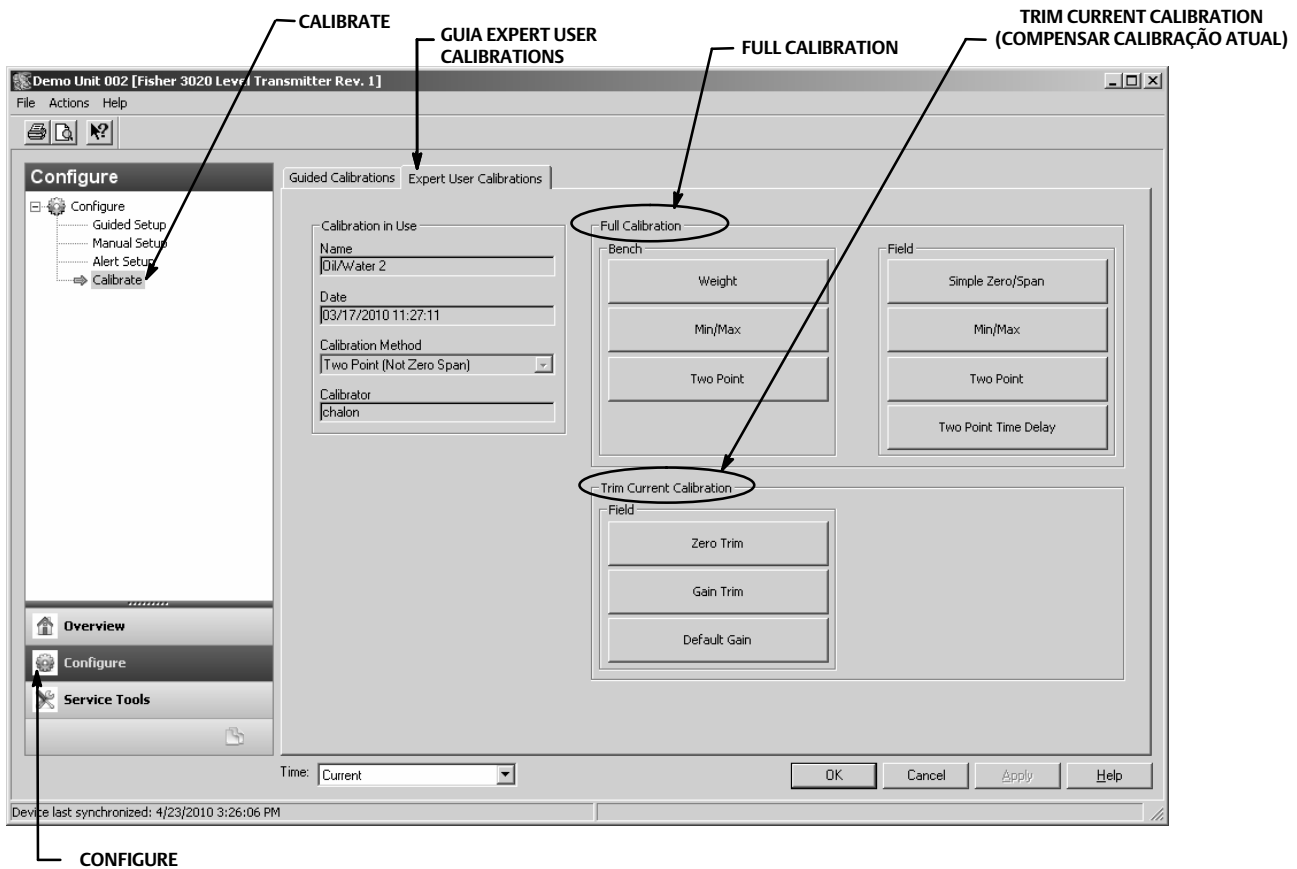 CALIBRATE
GUIA EXPERT USER
CALIBRATIONS
FULL CALIBRATION
TRIM CURRENT CALIBRATION
(COMPENSAR CALIBRAÇÃO ATUAL)
Demo Unit 002 [Fisher 3020 Level Transmitter Rev. 1]
File Actions Help
Configure
Configure
Guided Setup
Manual Setup
Alert Setup
Calibrate
Overview
Configure
Service Tools
Guided Calibrations
Expert User Calibrations
Calibration in Use
Name
Oil/Water 2
Date
03/17/2010 11:27:11
Calibration Method
Two Point (Not Zero Span)
Calibrator
chalon
Full Calibration
Bench
Weight
Min/Max
Two Point
Field
Simple Zero/Span
Min/Max
Two Point
Two Point Time Delay
Trim Current Calibration
Field
Zero Trim
Gain Trim
Default Gain
Time: Current
OK
Cancel
Apply
Help
Device last synchronized: 4/23/2010 3:26:06 PM
CONFIGURE